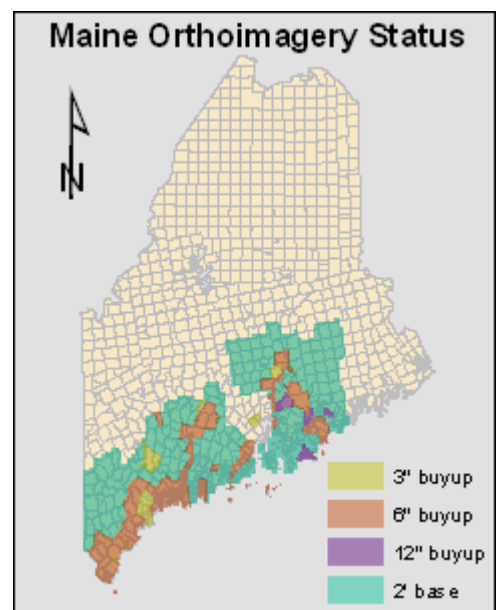 Maine Orthoimagery Status
N
3" buyup
6" buyup
12" buyup
2' base